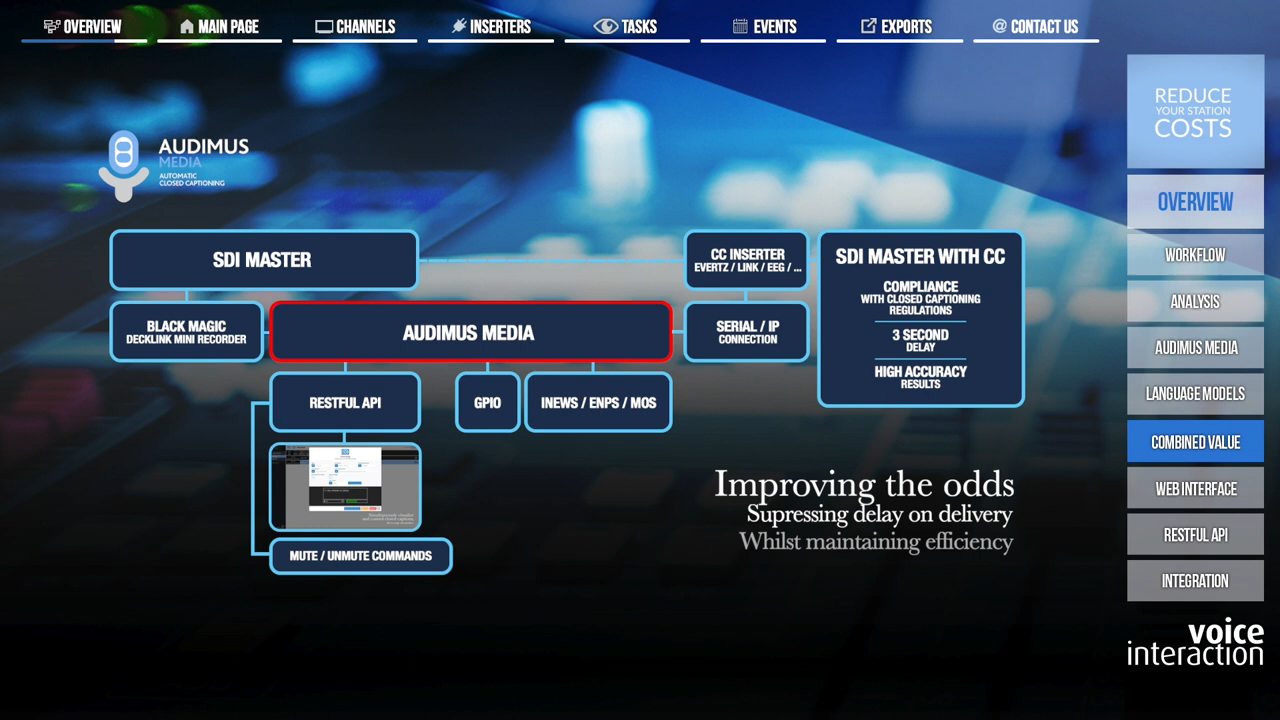 OVERVIEW
MAIN PAGE
CHANNELS
INSERTERS
TASKS
EVENTS
EXPORTS
@ CONTACT US
REDUCE
YOUR STATION
COSTS
OVERVIEW
WORKFLOW
ANALYSIS
AUDIMUS MEDIA
LANGUAGE MODELS
COMBINED VALUE
WEB INTERFACE
RESTFUL API
INTEGRATION
voice
interaction
AUDIMUS
MEDIA
AUTOMATIC
CLOSED CAPTIONING
SDI MASTER
CC INSERTER
EVERTZ / LINK / EEG / ...
SDI MASTER WITH CC
COMPLIANCE
WITH CLOSED CAPTIONING
REGULATIONS
3 SECOND
DELAY
HIGH ACCURACY
RESULTS
BLACK MAGIC
DECKLINK MINI RECORDER
AUDIMUS MEDIA
SERIAL / IP
CONNECTION
RESTFUL API
GPIO
INEWS / ENPS / MOS
MUTE / UNMUTE COMMANDS
Improving the odds
Supressing delay on delivery
Whilst maintaining efficiency